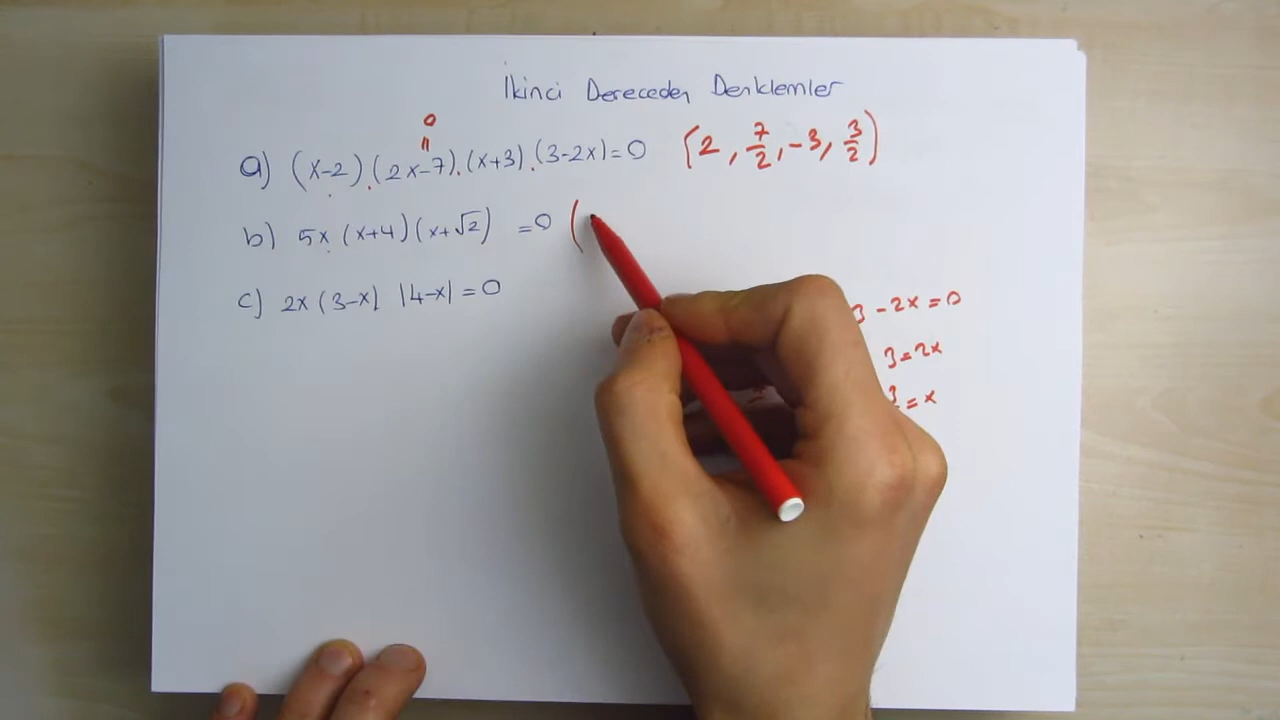 İkinci Dereceden Denklemler
0
=
a) (x-2).(2x-7).(x+3).(3-2x)=0 (2, 7/2, -3, 3/2)
b) 5x (x+4)(x+√2) =0 (
c) 2x (3-x) |4-x|=0
3-2x=0
3=2x
=x